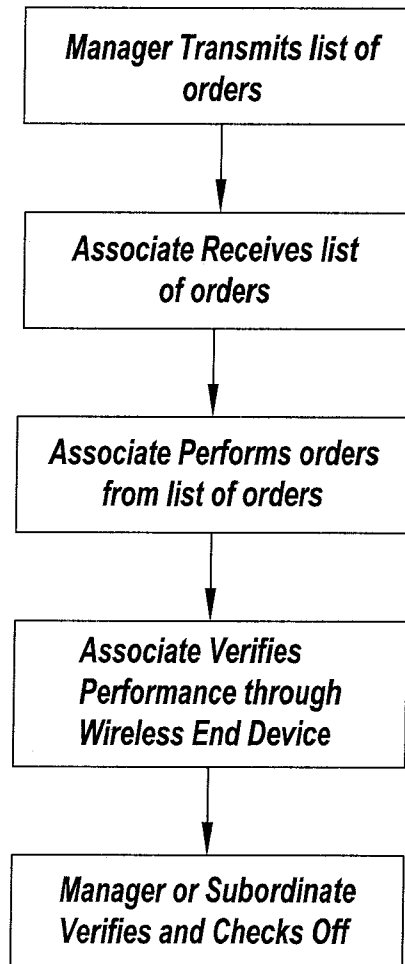 Manager Transmits list of
orders
Associate Receives list
of orders
Associate Performs orders
from list of orders
Associate Verifies
Performance through
Wireless End Device
Manager or Subordinate
Verifies and Checks Off